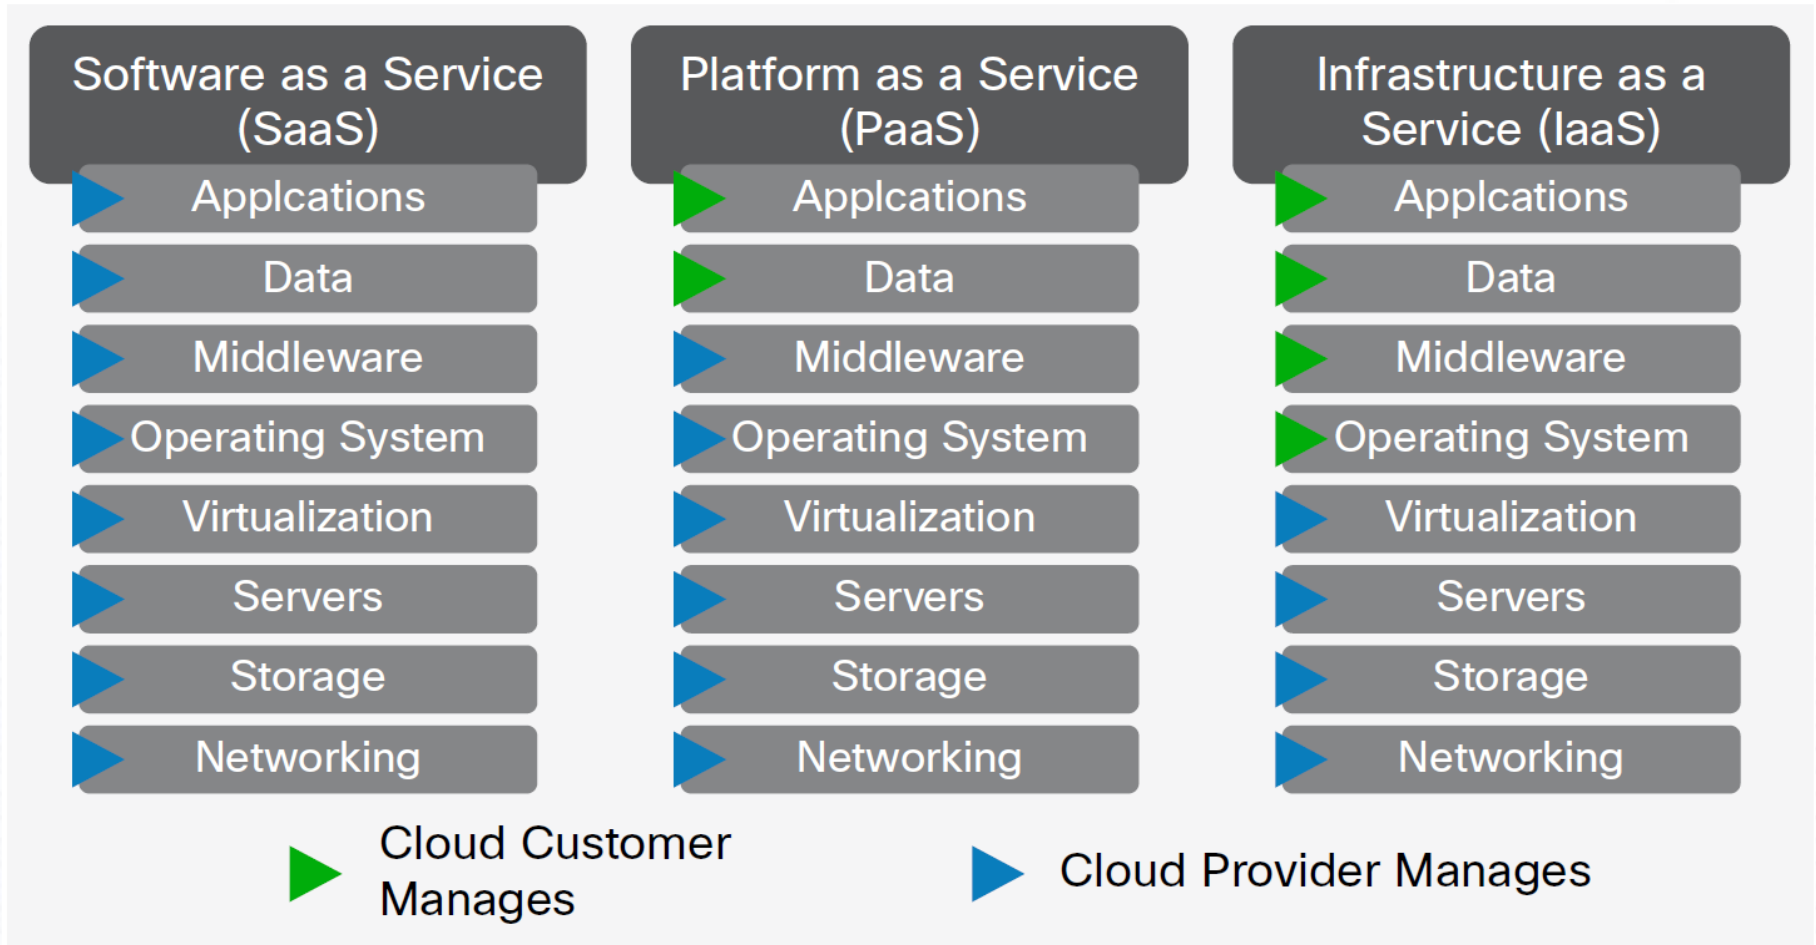 Software as a Service
(SaaS)
Applcations
Data
Middleware
Operating System
Virtualization
Servers
Storage
Networking
Platform as a Service
(PaaS)
Applcations
Data
Middleware
Operating System
Virtualization
Servers
Storage
Networking
Infrastructure as a
Service (IaaS)
Applcations
Data
Middleware
Operating System
Virtualization
Servers
Storage
Networking
Cloud Customer
Manages
Cloud Provider Manages